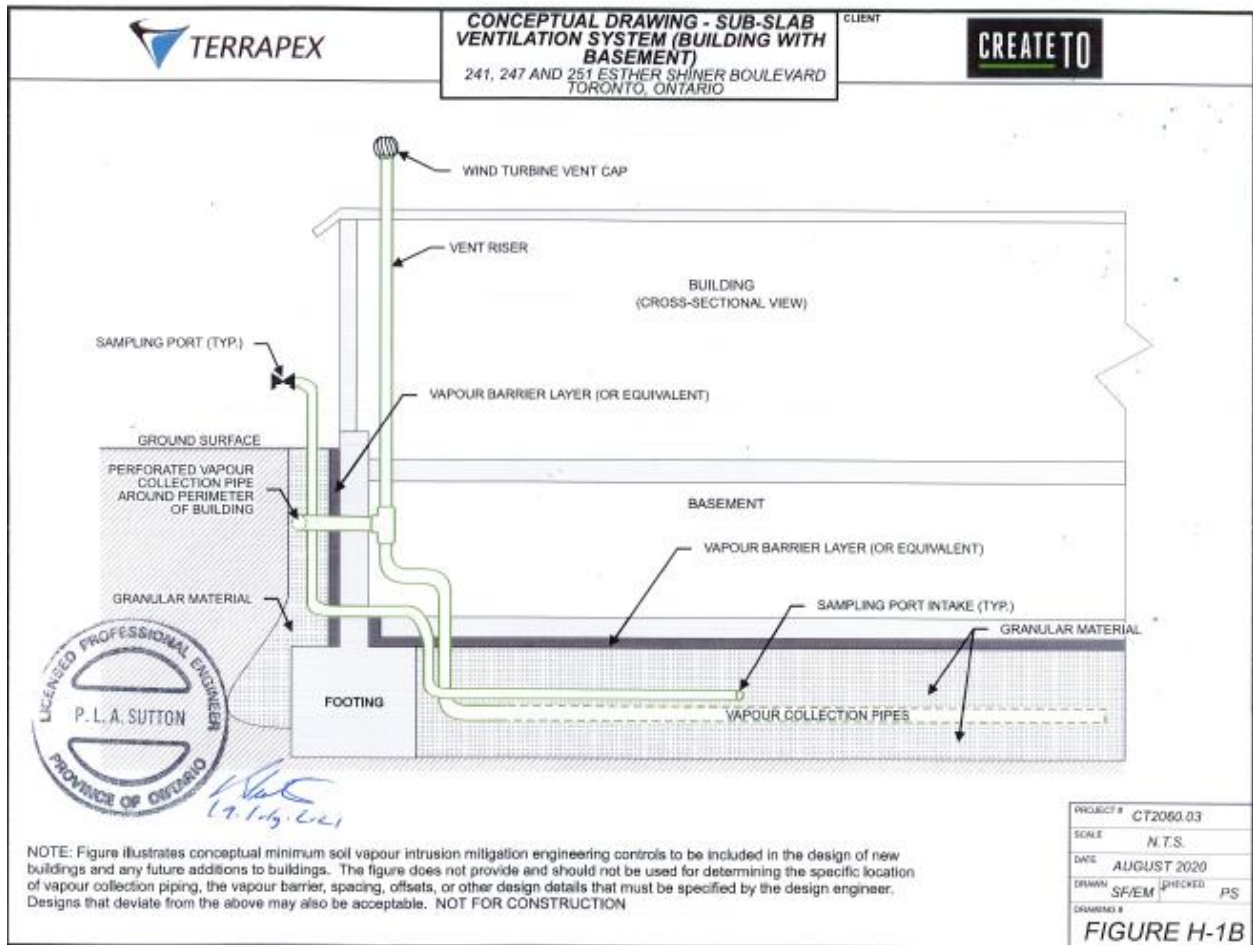 TERRAPEX
CONCEPTUAL DRAWING - SUB-SLAB
VENTILATION SYSTEM (BUILDING WITH
BASEMENT)
241, 247 AND 251 ESTHER SHINER BOULEVARD
TORONTO, ONTARIO
CLIENT
CREATETO
WIND TURBINE VENT CAP
VENT RISER
BUILDING
(CROSS-SECTIONAL VIEW)
SAMPLING PORT (TYP.)
VAPOUR BARRIER LAYER (OR EQUIVALENT)
GROUND SURFACE
PERFORATED VAPOUR
COLLECTION PIPE
AROUND PERIMETER
OF BUILDING
BASEMENT
VAPOUR BARRIER LAYER (OR EQUIVALENT)
GRANULAR MATERIAL
SAMPLING PORT INTAKE (TYP.)
GRANULAR MATERIAL
FOOTING
VAPOUR COLLECTION PIPES
LICENSED PROFESSIONAL ENGINEER
P. L. A. SUTTON
PROVINCE OF ONTARIO
NOTE: Figure illustrates conceptual minimum soil vapour intrusion mitigation engineering controls to be included in the design of new
buildings and any future additions to buildings. The figure does not provide and should not be used for determining the specific location
of vapour collection piping, the vapour barrier, spacing, offsets, or other design details that must be specified by the design engineer.
Designs that deviate from the above may also be acceptable. NOT FOR CONSTRUCTION
PROJECT # CT2060.03
SCALE N.T.S.
DATE AUGUST 2020
DRAWN SF/EM CHECKED PS
DRAWING #
FIGURE H-1B